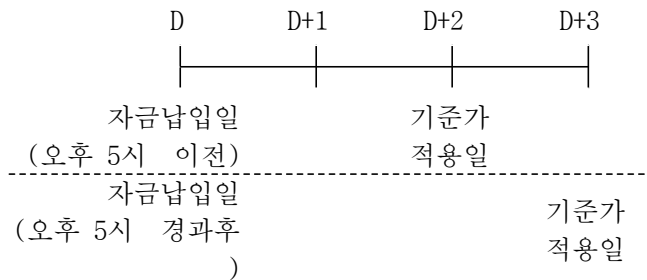 D D+1 D+2 D+3
자금납입일 기준가
(오후 5시 이전) 적용일
자금납입일
기준가
(오후 5시 경과후
적용일
)